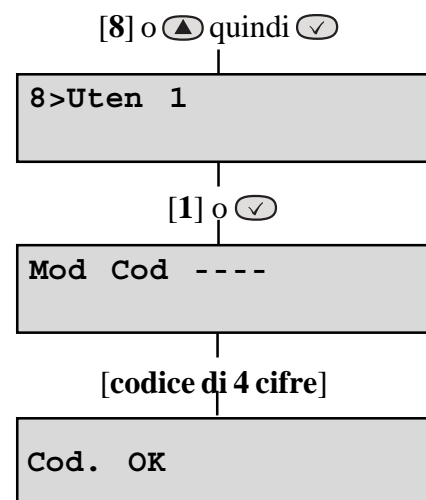 [8] o quindi
8>Uten 1
[1] o
Mod Cod ----
[codice di 4 cifre]
Cod. OK